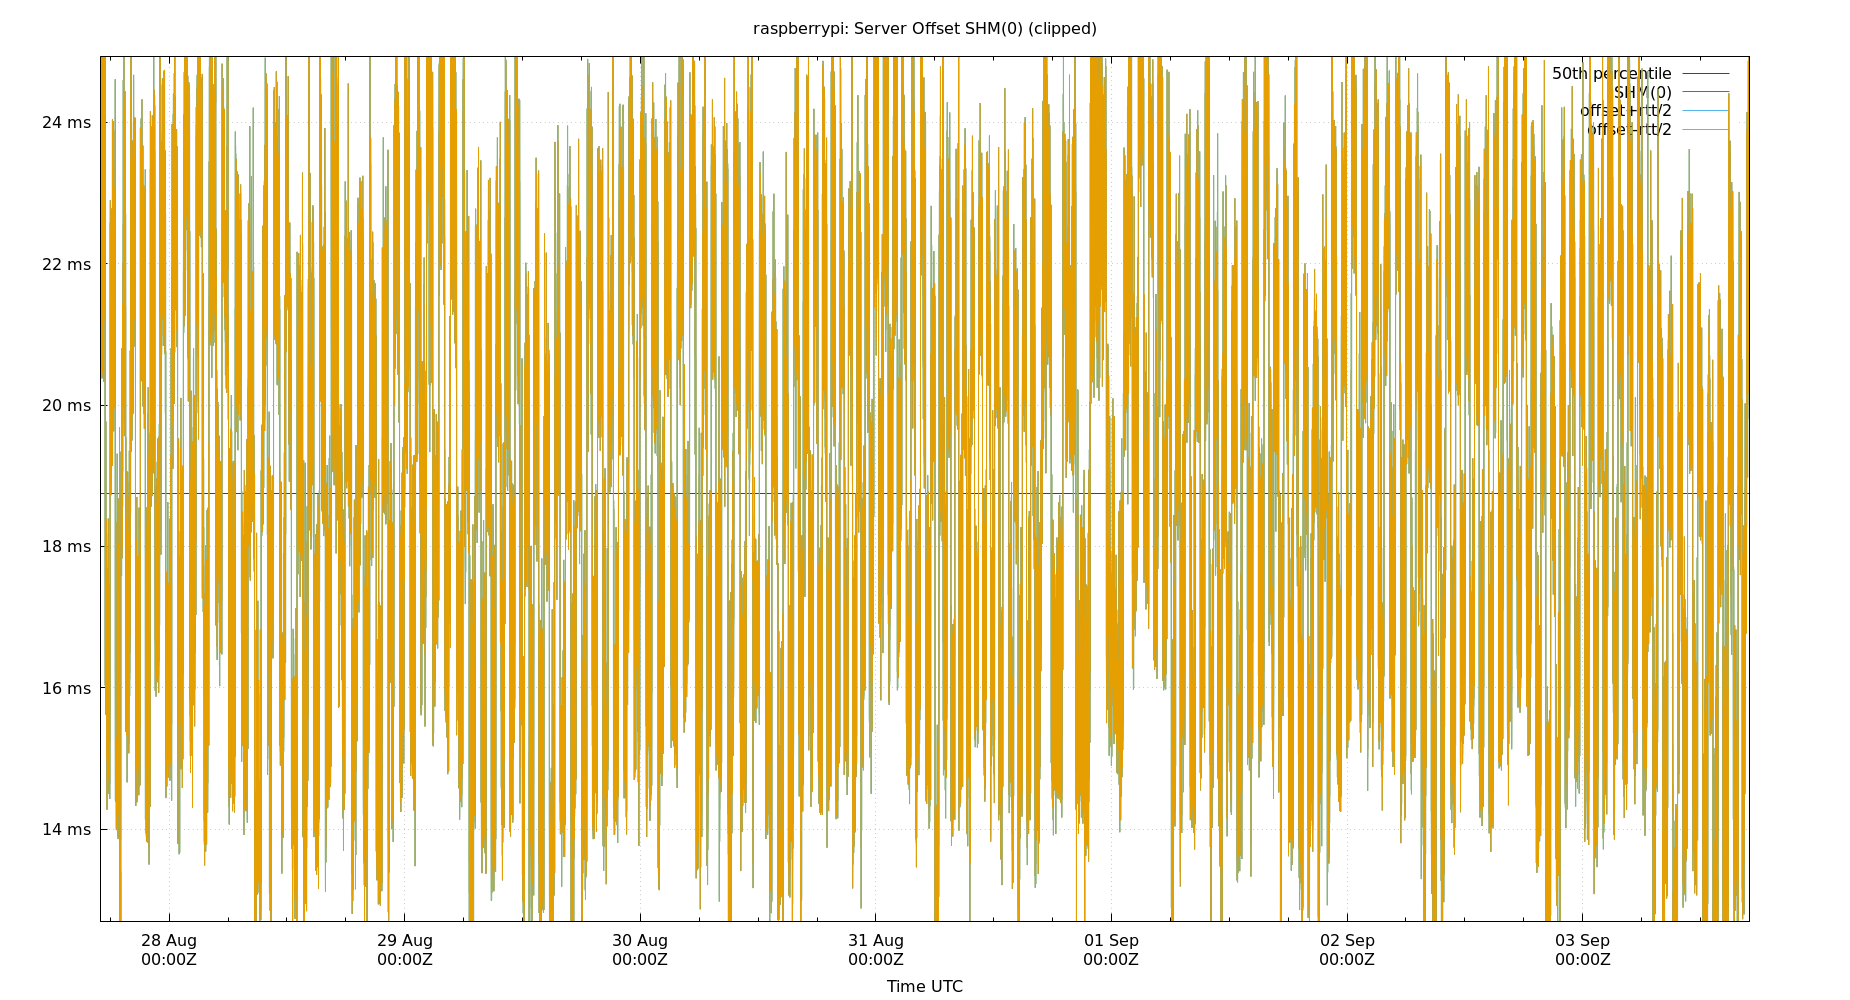 raspberrypi: Server Offset SHM(0) (clipped)
50th percentile
SHM(0)
offset+rtt/2
offset-rtt/2
24 ms
22 ms
20 ms
18 ms
16 ms
14 ms
28 Aug
00:00Z
29 Aug
00:00Z
30 Aug
00:00Z
31 Aug
00:00Z
01 Sep
00:00Z
02 Sep
00:00Z
03 Sep
00:00Z
Time UTC